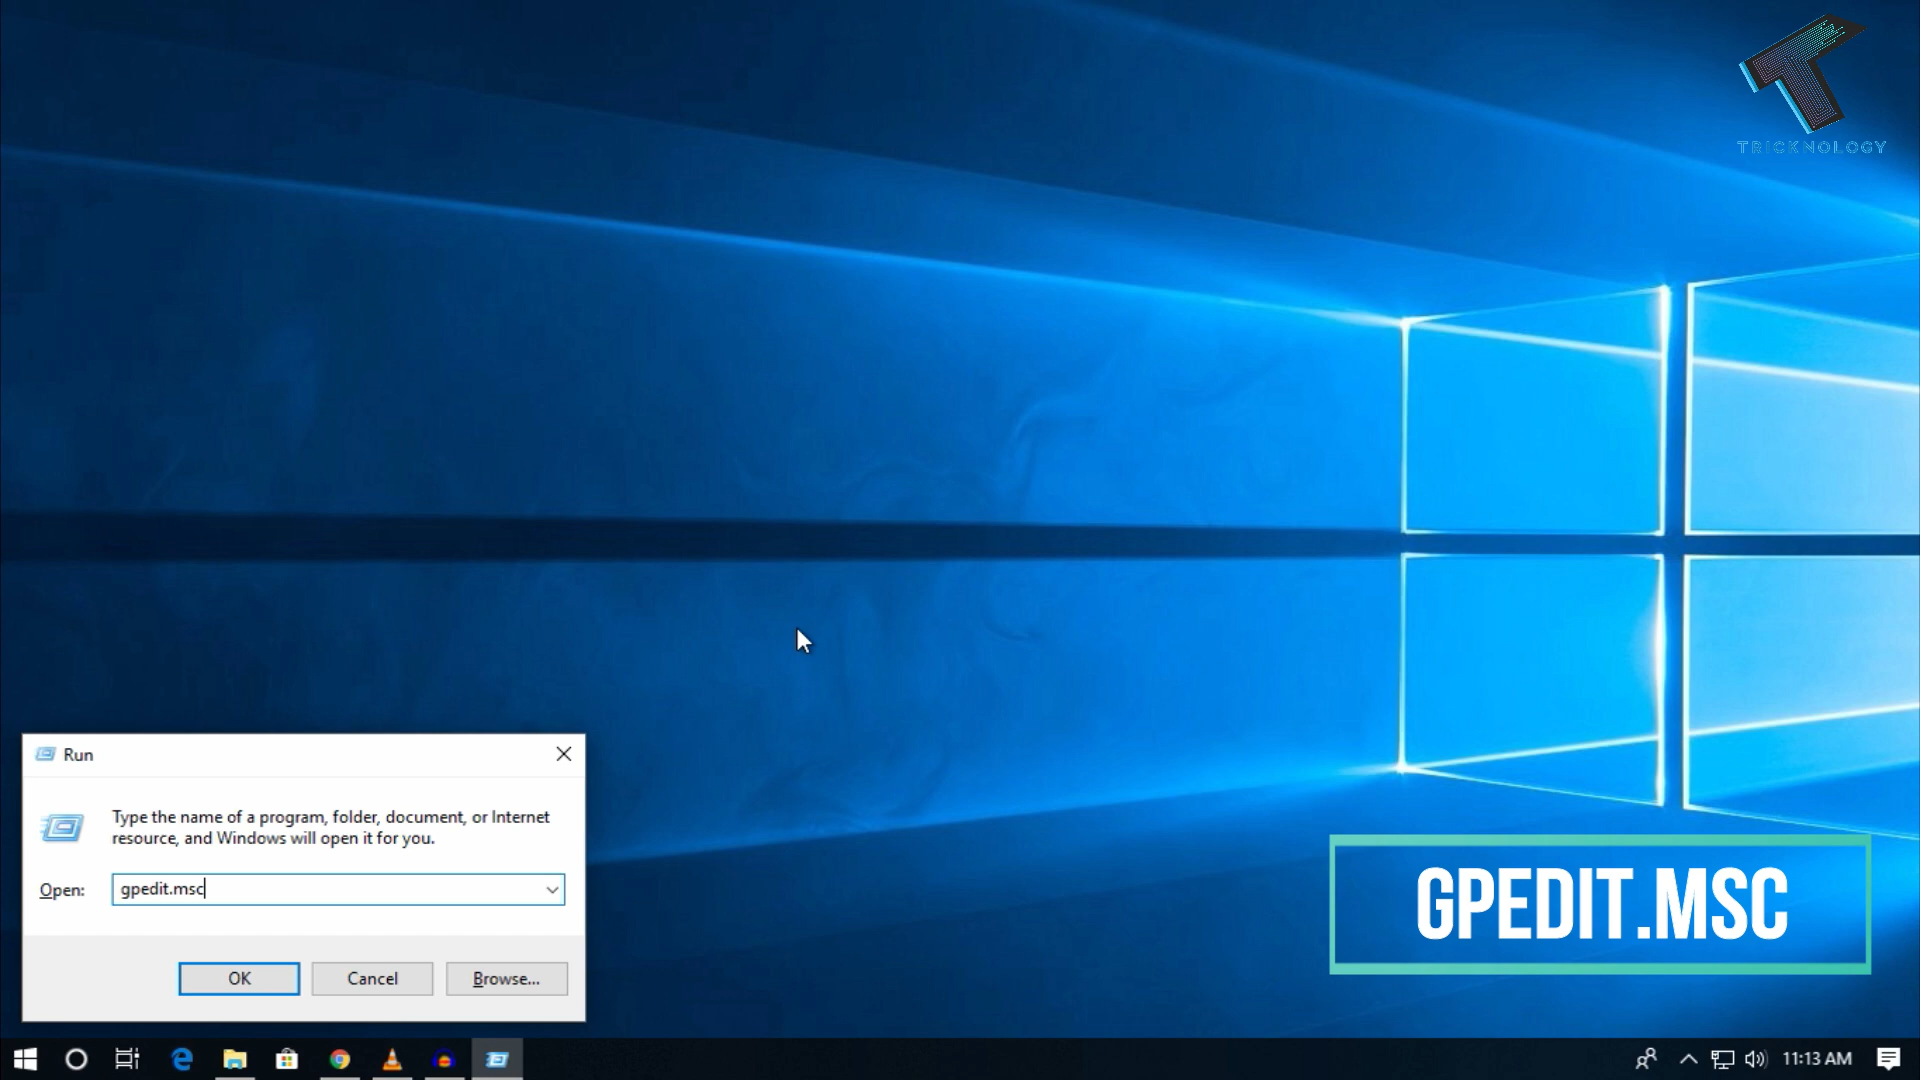 TRICKNOLOGY
Run
Type the name of a program, folder, document, or Internet
resource, and Windows will open it for you.
Open:
gpedit.msc
OK
Cancel
Browse...
GPEDIT.MSC
11:13 AM